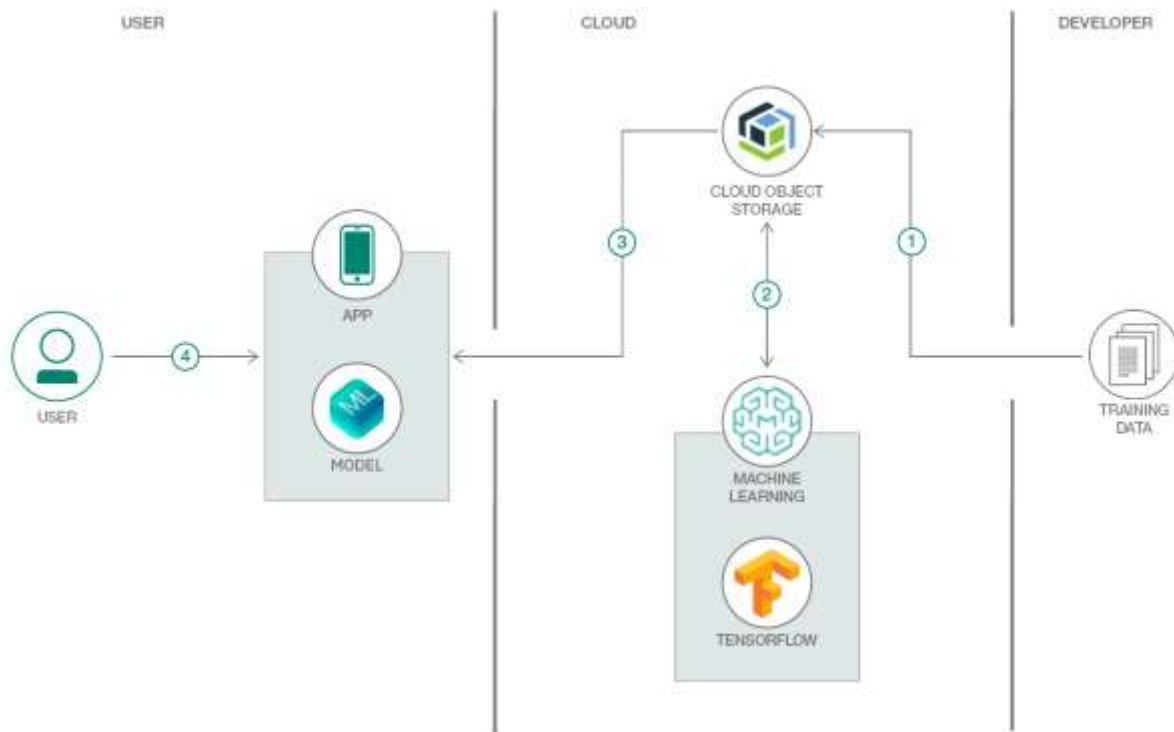 USER
CLOUD
DEVELOPER
CLOUD OBJECT
STORAGE
3
1
2
APP
4
USER
ML
MODEL
TRAINING
DATA
M
MACHINE
LEARNING
TENSORFLOW